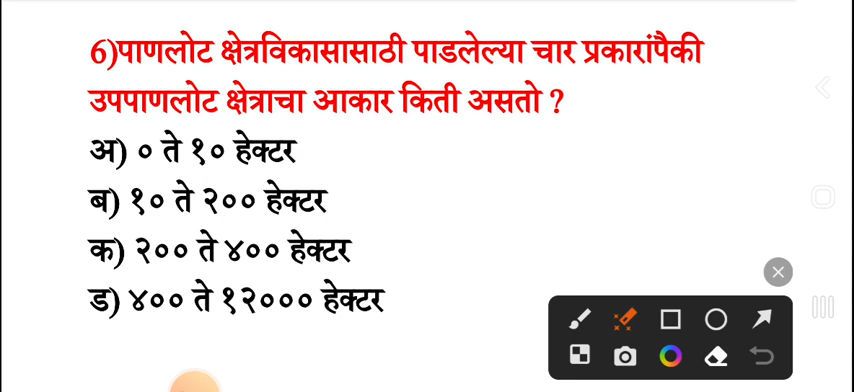 6)पाणलोट क्षेत्रविकासासाठी पाडलेल्या चार प्रकारांपैकी
उपपाणलोट क्षेत्राचा आकार किती असतो ?
अ) ० ते १० हेक्टर
ब) १० ते २०० हेक्टर
क) २०० ते ४०० हेक्टर
ड) ४०० ते १२००० हेक्टर